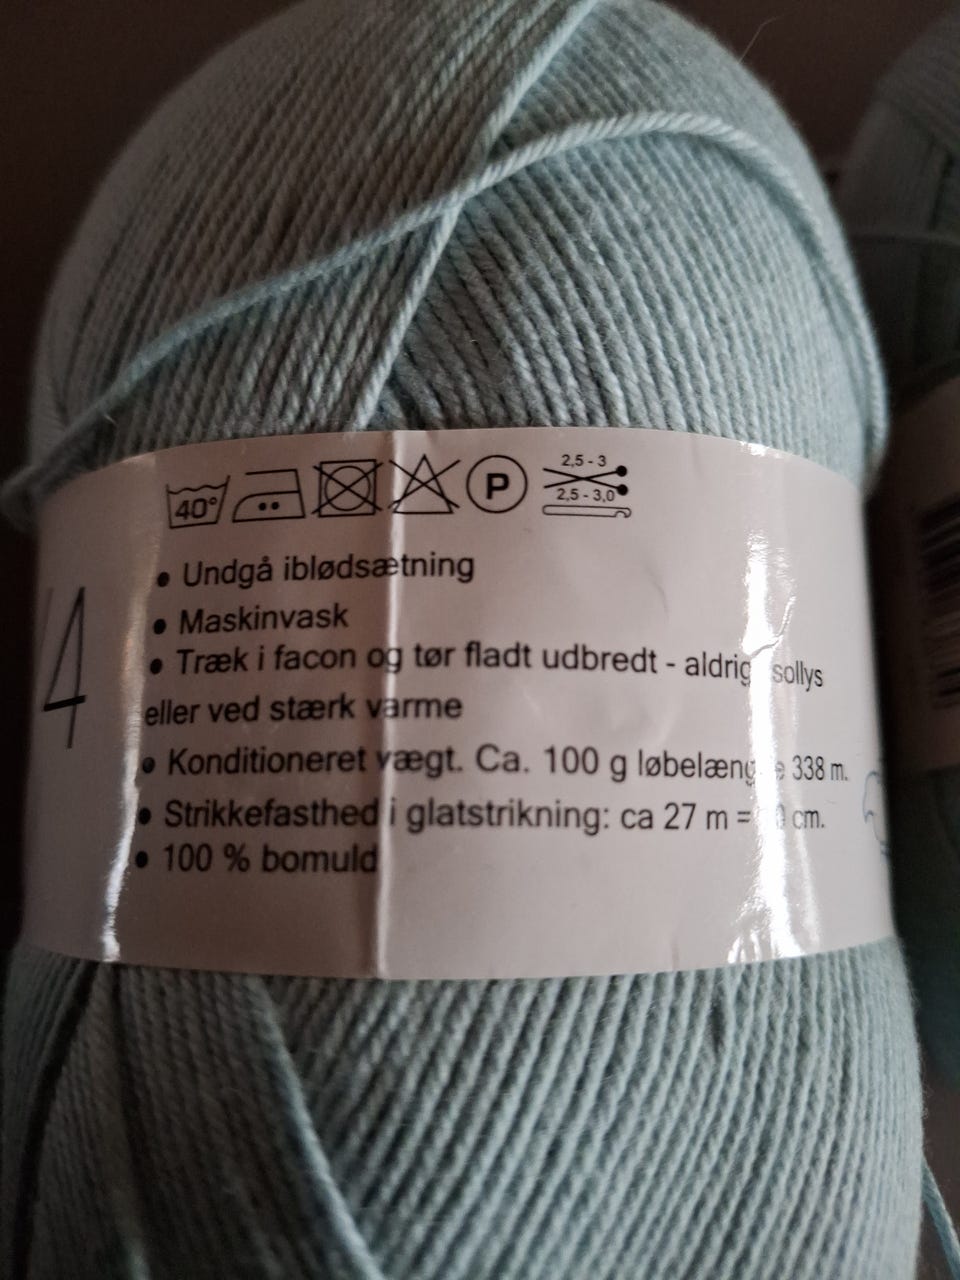 40°
P
2,5 - 3
2,5 - 3,0
• Undgå iblødsætning
• Maskinvask
• Træk i facon og tør fladt udbredt - aldrig sollys
eller ved stærk varme
• Konditioneret vægt. Ca. 100 g løbelængde 338 m.
• Strikkefasthed i glatstrikning: ca 27 m = cm.
• 100 % bomuld
4